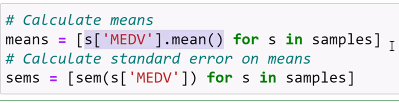 # Calculate means
means = [s['MEDV'].mean() for s in samples]
# Calculate standard error on means
sems = [sem(s['MEDV']) for s in samples]